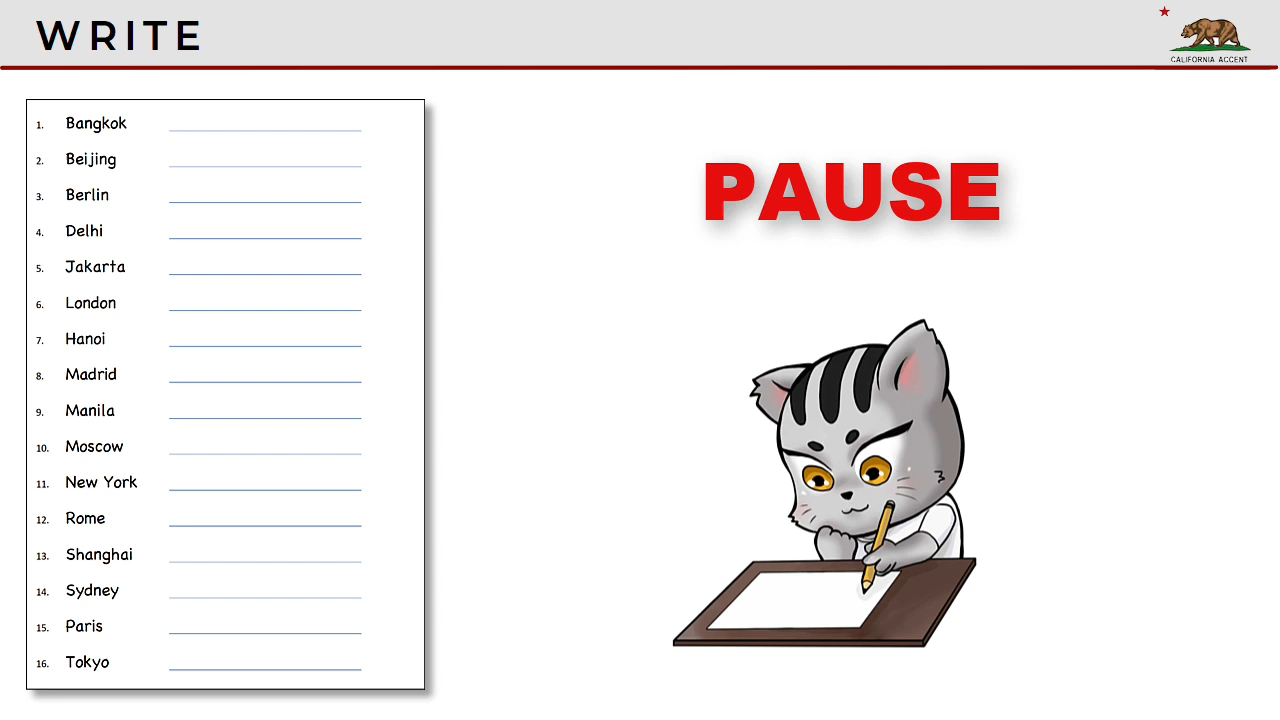 WRITE
CALIFORNIA ACCENT
1. Bangkok
2. Beijing
3. Berlin
4. Delhi
5. Jakarta
6. London
7. Hanoi
8. Madrid
9. Manila
10. Moscow
11. New York
12. Rome
13. Shanghai
14. Sydney
15. Paris
16. Tokyo
PAUSE